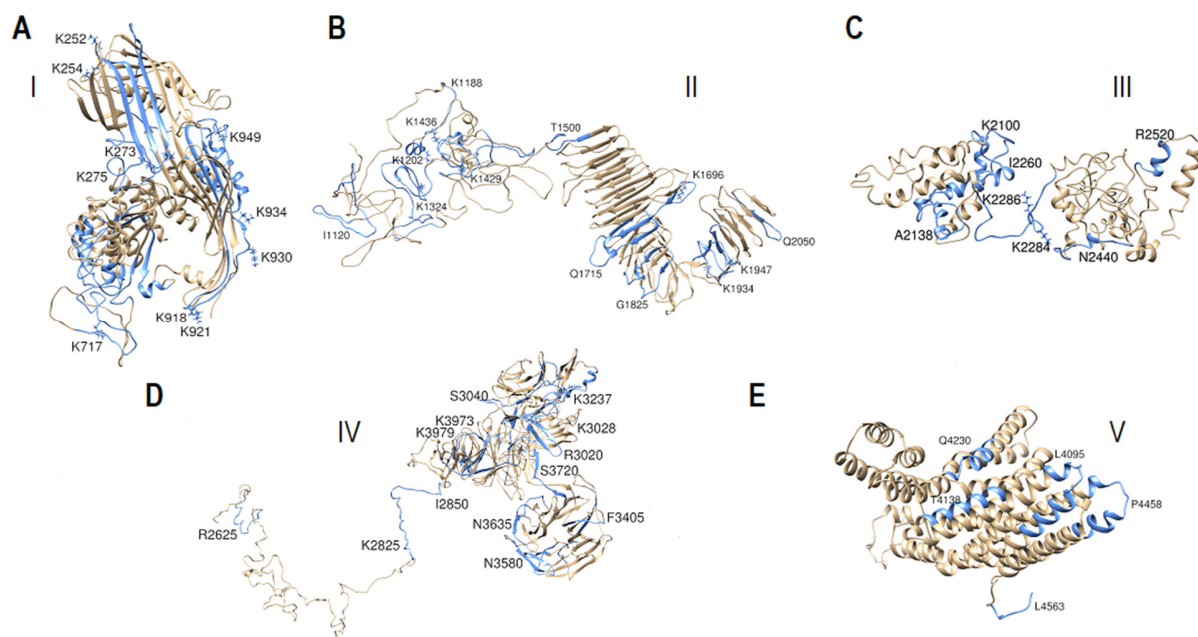 A
K252
K254
I
K949
K273
K275
K934
K930
K918
K921
K717
B
K1188
II
K1436
T1500
K1202
K1429
K1696
K1324
I1120
Q2050
Q1715
K1947
K1934
G1825
C
III
K2100
R2520
I2260
K2286
A2138
K2284
N2440
D
IV
S3040
K3237
K3973
K3028
K3979
R3020
S3720
I2850
R2625
N3635
F3405
K2825
N3580
E
V
Q4230
L4095
T4138
P4458
L4563